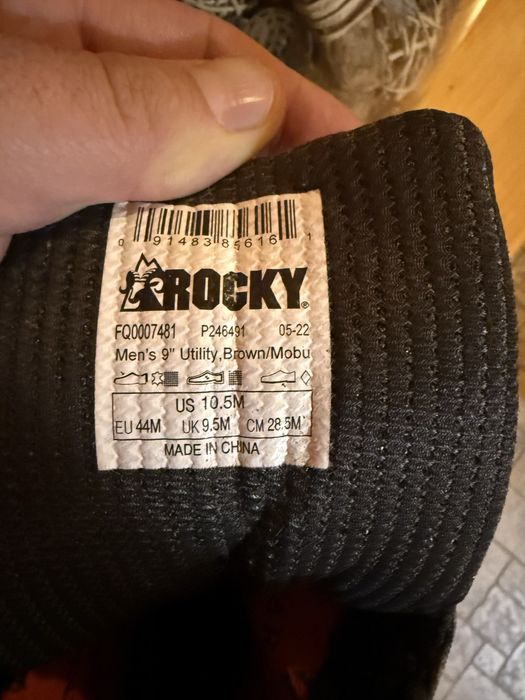 0 91483 85616 1
ROCKY®
FQ0007481 P246491 05-22
Men's 9" Utility,Brown/Mobu
US 10.5M
EU 44M UK 9.5M CM 28.5M
MADE IN CHINA